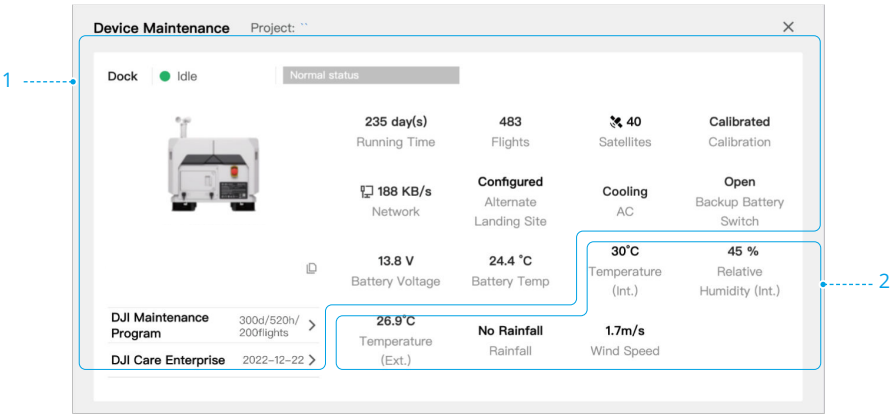 Device Maintenance Project: ``
1
Dock Idle Normal status
235 day(s) 483 40 Calibrated
Running Time Flights Satellites Calibration
188 KB/s Configured Cooling Open
Network Alternate AC Backup Battery
Landing Site Switch
13.8 V 24.4 °C 30°C 45 %
Battery Voltage Battery Temp Temperature Relative
(Int.) Humidity (Int.)
2
DJI Maintenance 300d/520h/
Program 200flights
26.9°C No Rainfall 1.7m/s
Temperature Rainfall Wind Speed
(Ext.)
DJI Care Enterprise 2022-12-22